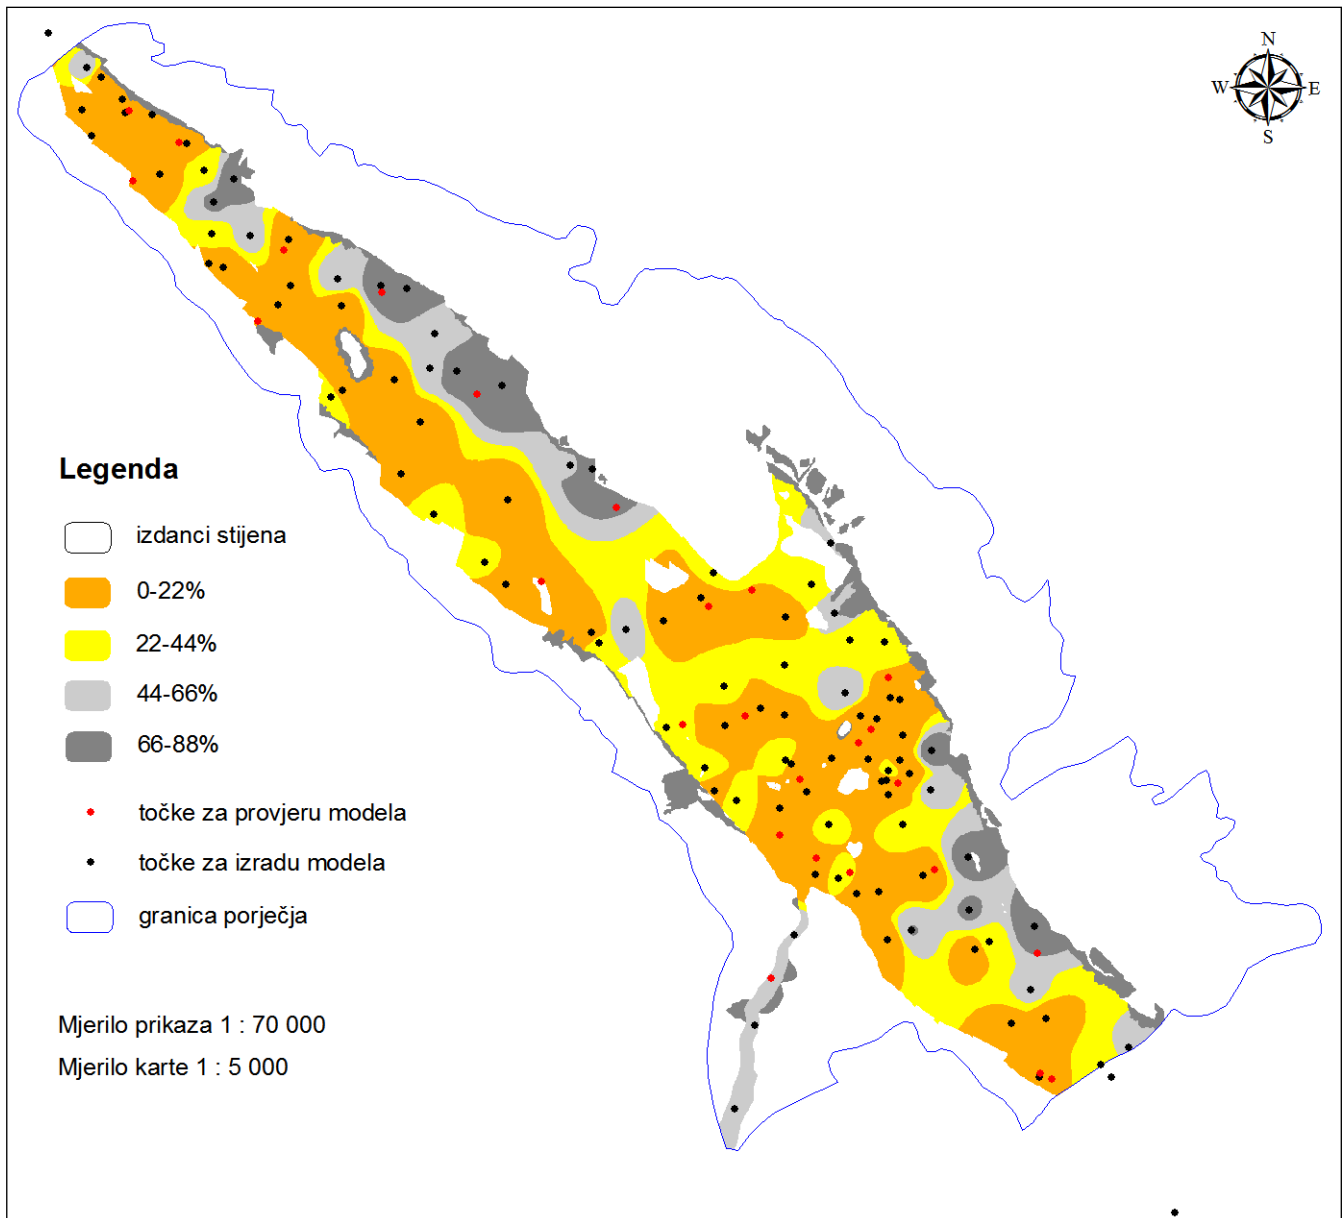 N
W E
S
Legenda
izdanci stijena
0-22%
22-44%
44-66%
66-88%
točke za provjeru modela
točke za izradu modela
granica porječja
Mjerilo prikaza 1 : 70 000
Mjerilo karte 1 : 5 000